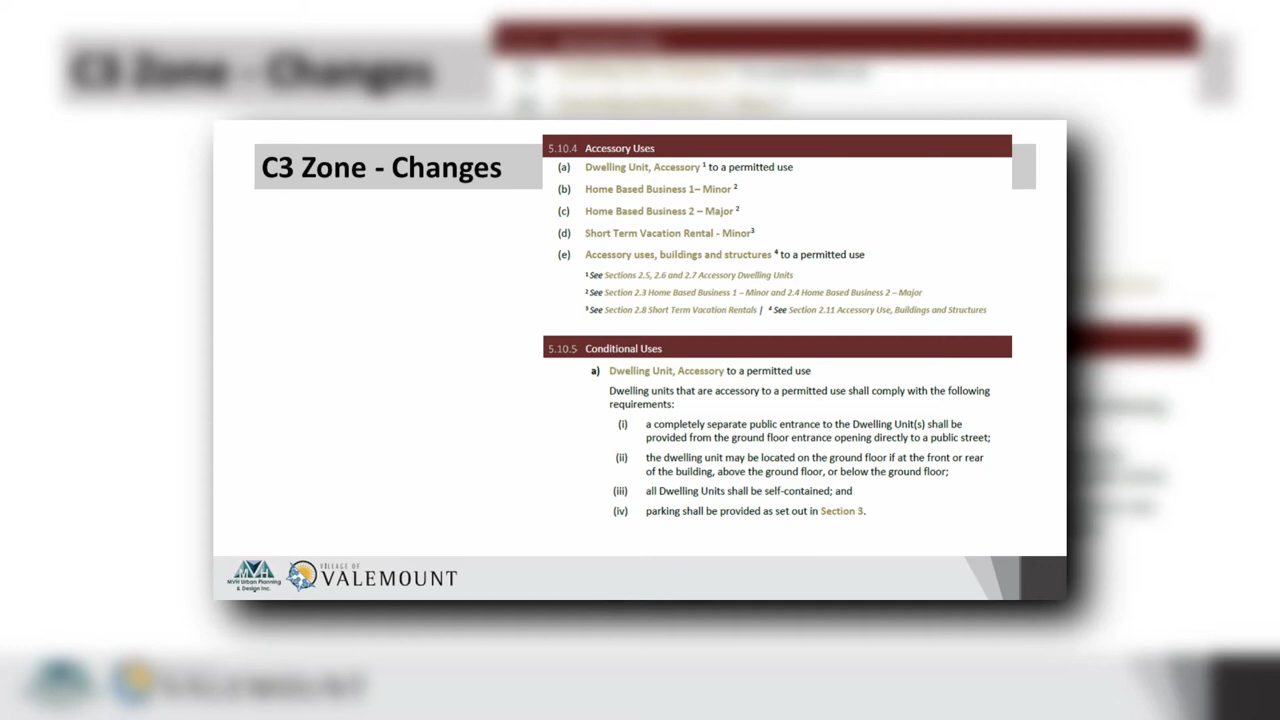 C3 Zone - Changes
5.10.4 Accessory Uses
(a) Dwelling Unit, Accessory ¹ to a permitted use
(b) Home Based Business 1– Minor ²
(c) Home Based Business 2 – Major ²
(d) Short Term Vacation Rental - Minor³
(e) Accessory uses, buildings and structures ⁴ to a permitted use
¹ See Sections 2.5, 2.6 and 2.7 Accessory Dwelling Units
² See Section 2.3 Home Based Business 1 – Minor and 2.4 Home Based Business 2 – Major
³ See Section 2.8 Short Term Vacation Rentals | ⁴ See Section 2.11 Accessory Use, Buildings and Structures
5.10.5 Conditional Uses
a) Dwelling Unit, Accessory to a permitted use
Dwelling units that are accessory to a permitted use shall comply with the following
requirements:
(i) a completely separate public entrance to the Dwelling Unit(s) shall be
provided from the ground floor entrance opening directly to a public street;
(ii) the dwelling unit may be located on the ground floor if at the front or rear
of the building, above the ground floor, or below the ground floor;
(iii) all Dwelling Units shall be self-contained; and
(iv) parking shall be provided as set out in Section 3.
MVH Urban Planning
& Design Inc.
VILLAGE OF
VALEMOUNT
C3 Zone - Changes
VALEMOUNT